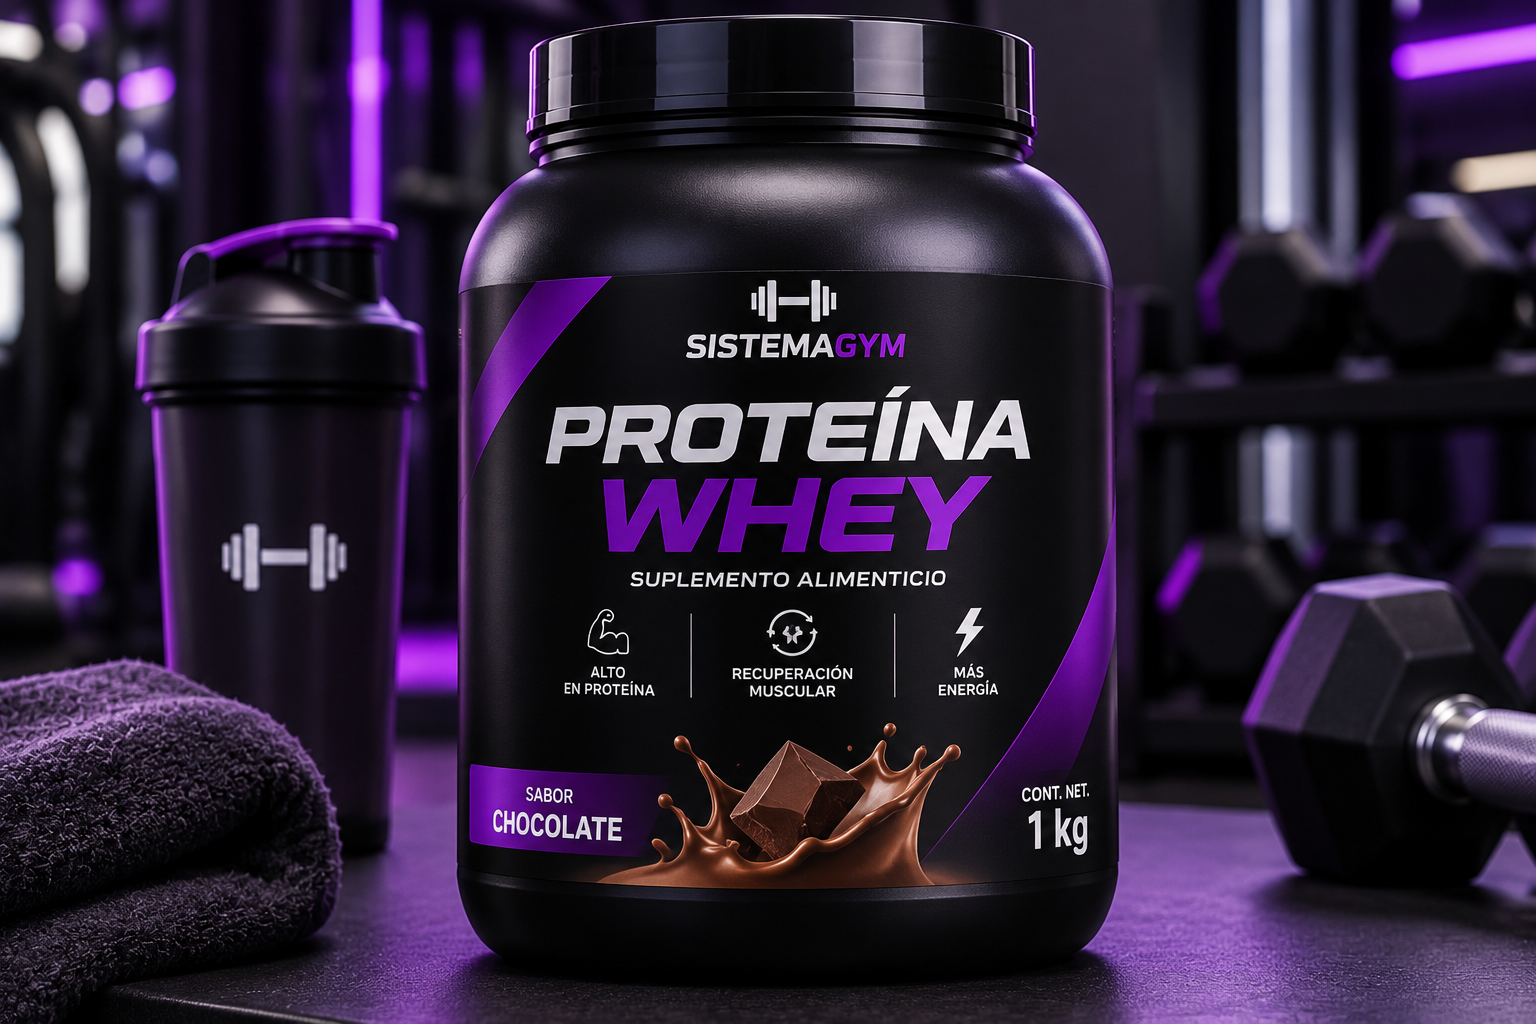 SISTEMAGYM
PROTEÍNA
WHEY
SUPLEMENTO ALIMENTICIO
ALTO
EN PROTEÍNA
RECUPERACIÓN
MUSCULAR
MÁS
ENERGÍA
SABOR
CHOCOLATE
CONT. NET.
1 kg